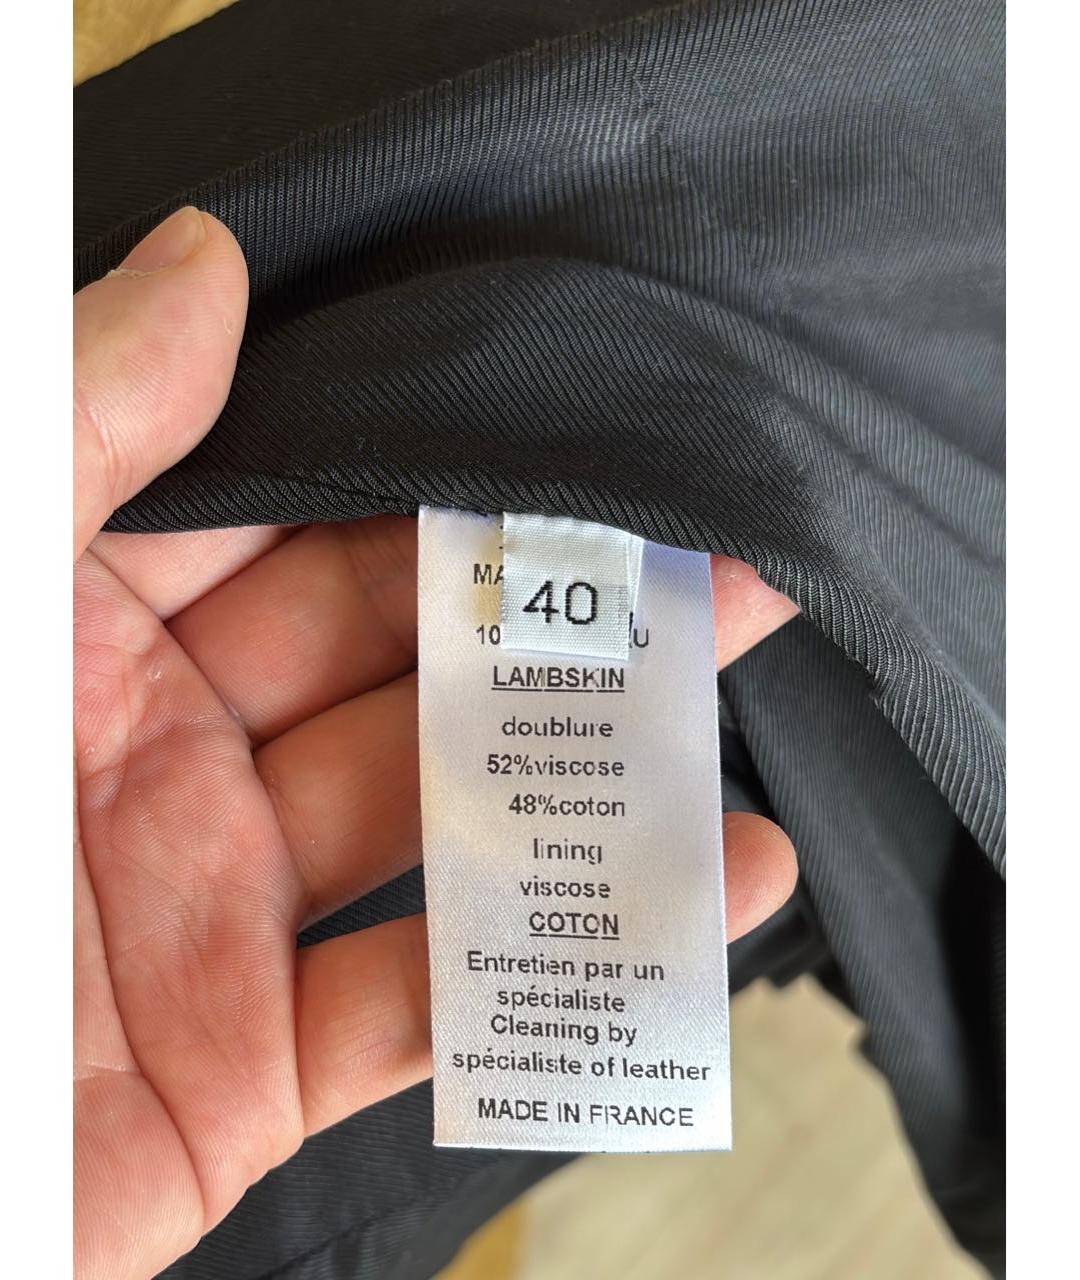 MA
40
10
U
LAMBSKIN
doublure
52%viscose
48%coton
lining
viscose
COTON
Entretien par un
spécialiste
Cleaning by
spécialiste of leather
MADE IN FRANCE